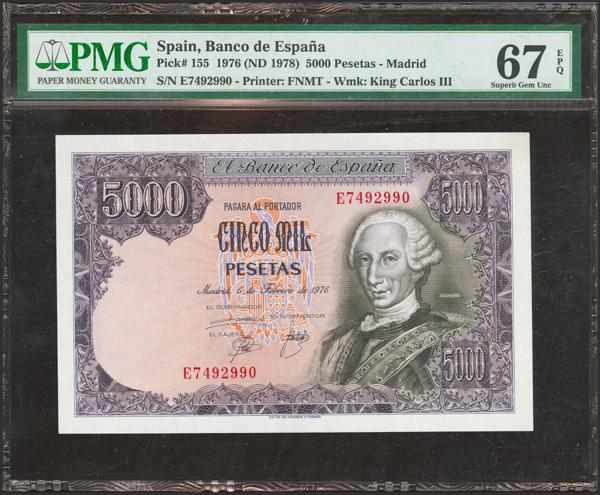 PMG
PAPER MONEY GUARANTY
Spain, Banco de España
Pick# 155 1976 (ND 1978) 5000 Pesetas - Madrid
S/N E7492990 - Printer: FNMT - Wmk: King Carlos III
67
EPQ
Superb Gem Unc
El Banco de España
5000
PAGARA AL PORTADOR
E7492990
5000
CINCO MIL
PESETAS
Madrid, 6 de Febrero de 1976
EL GOBERNADOR
EL INTERVENTOR
EL CAJERO
E7492990
5000